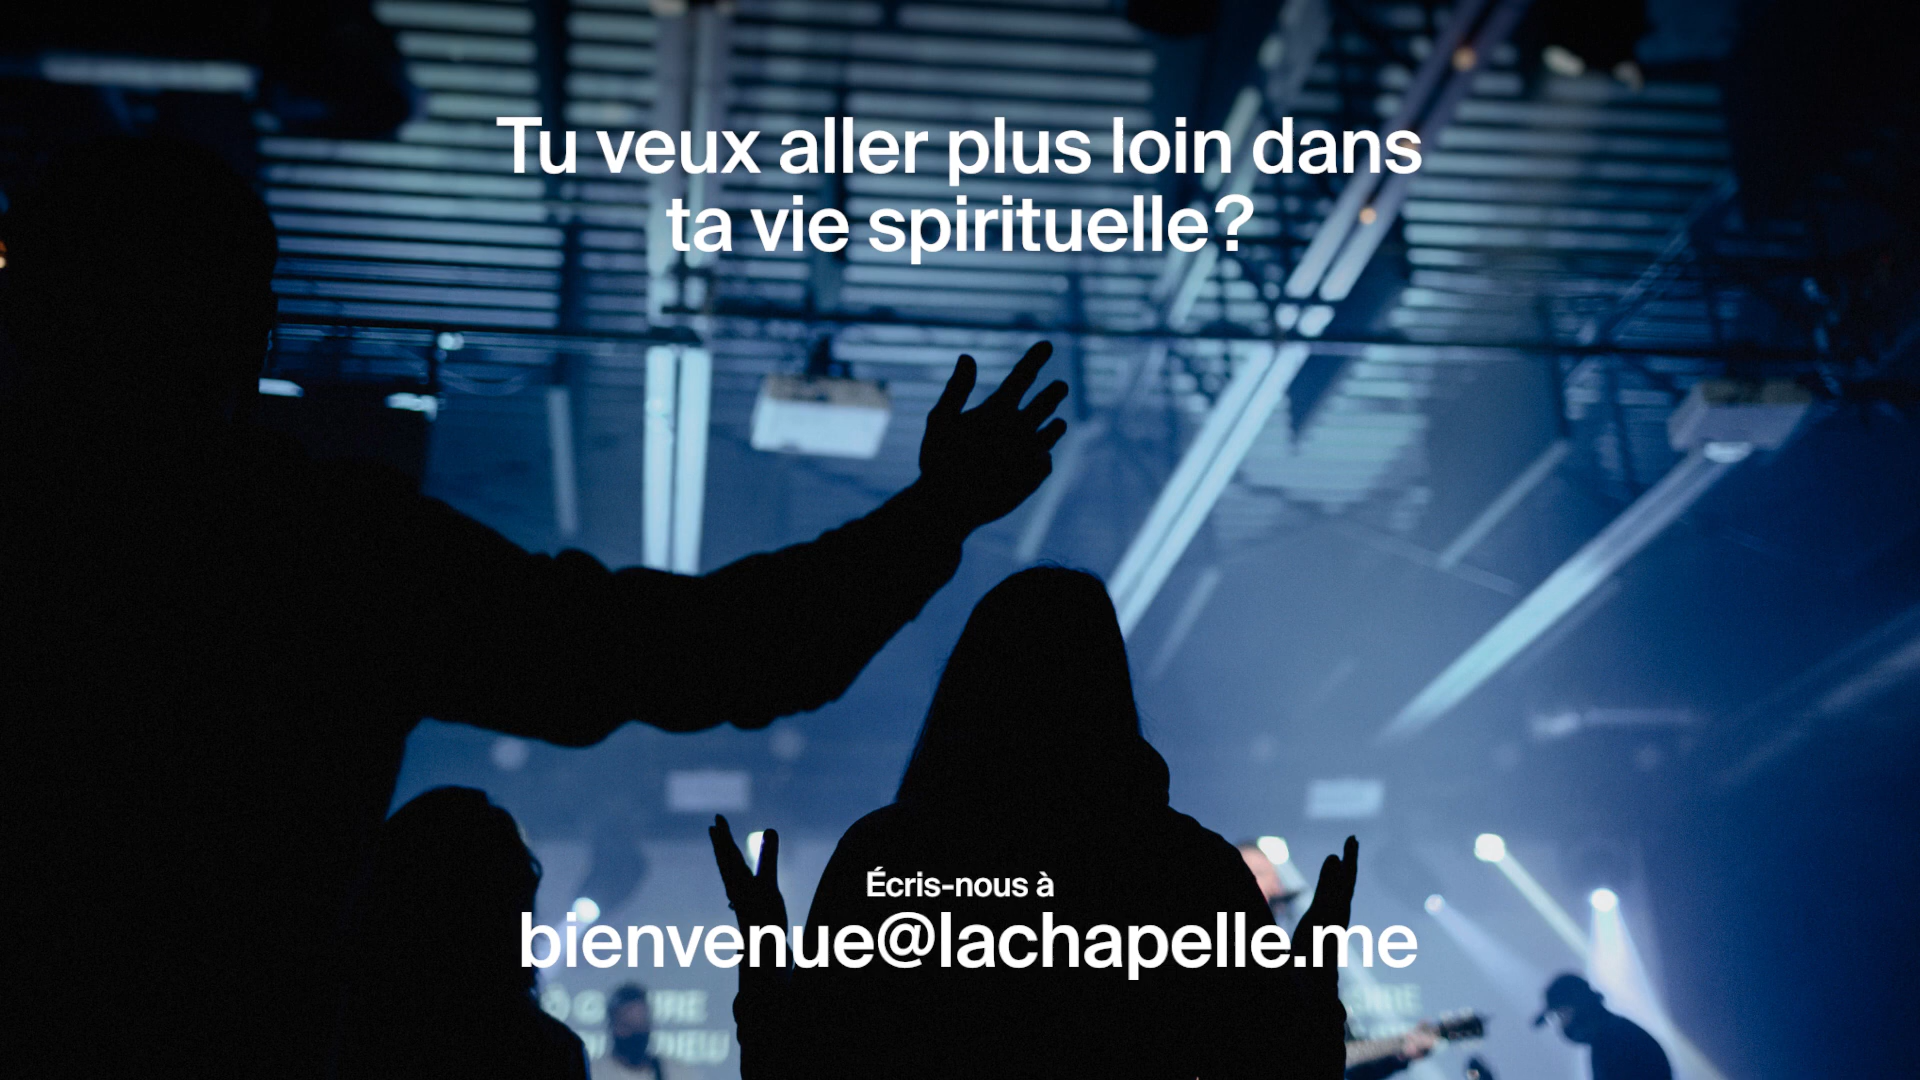 Tu veux aller plus loin dans
ta vie spirituelle?
Écris-nous à
bienvenue@lachapelle.me